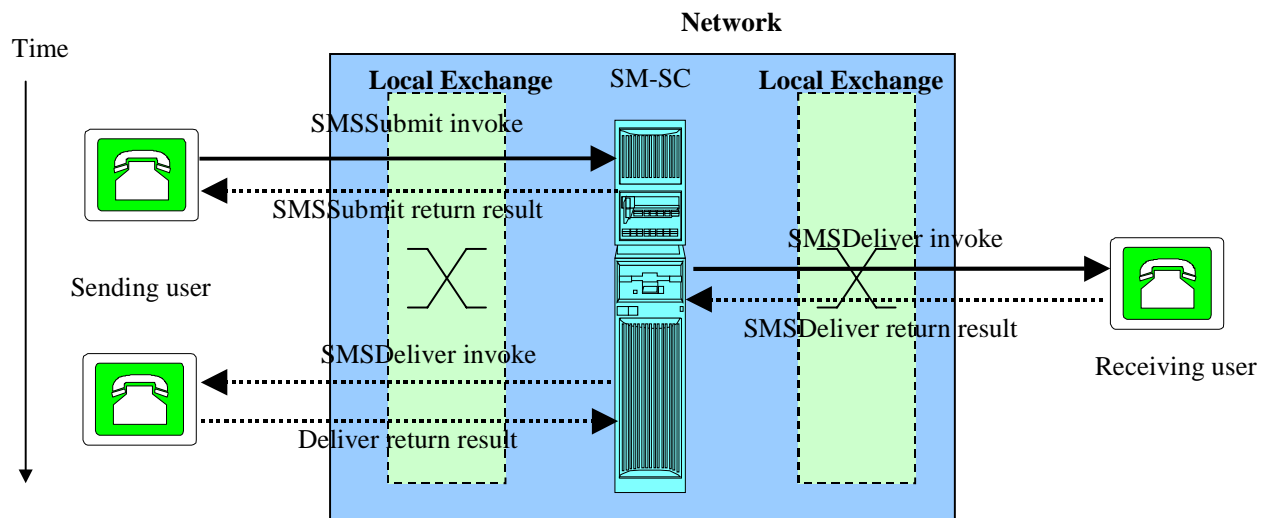 Network
Time
Local Exchange
SM-SC
Local Exchange
SMSSubmit invoke
SMSSubmit return result
SMSDeliver invoke
Sending user
SMSDeliver return result
SMSDeliver invoke
Receiving user
Deliver return result